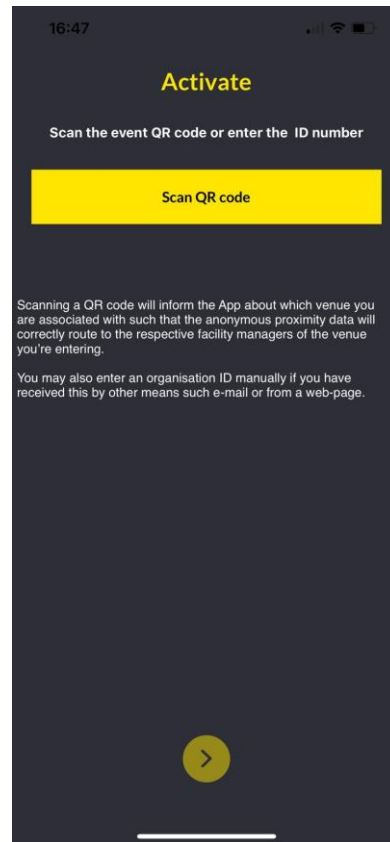 16:47
Activate
Scan the event QR code or enter the ID number
Scan QR code
Scanning a QR code will inform the App about which venue you
are associated with such that the anonymous proximity data will
correctly route to the respective facility managers of the venue
you're entering.
You may also enter an organisation ID manually if you have
received this by other means such e-mail or from a web-page.